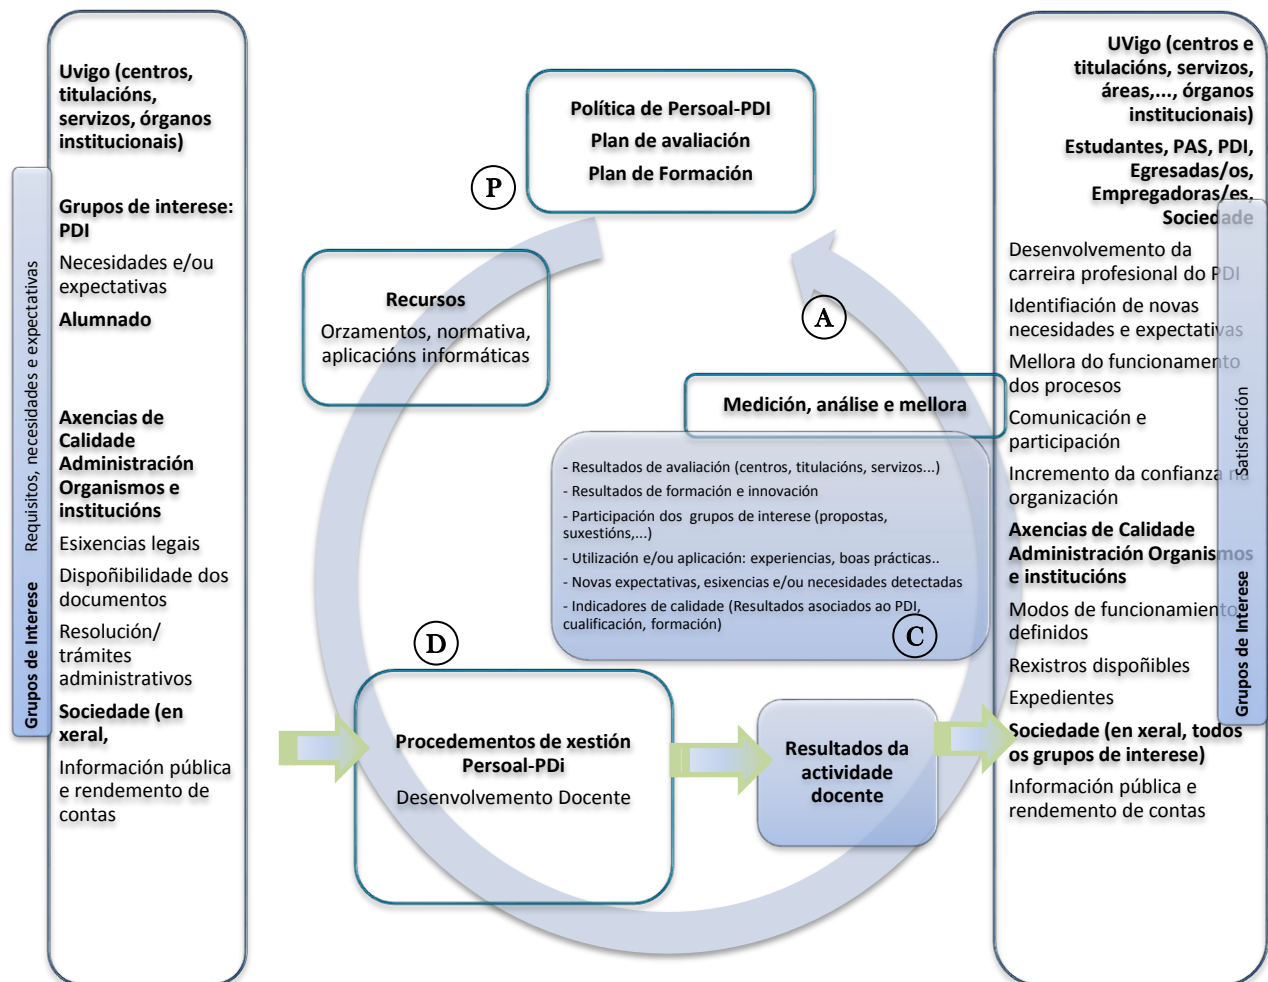 Uvigo (centros,
titulacións,
servizos, órganos
institucionais)
Grupos de interese:
PDI
Necesidades e/ou
expectativas
Alumnado
Axencias de
Calidade
Administración
Organismos e
institucións
Esixencias legais
Dispoñibilidade dos
documentos
Resolución/
trámites
administrativos
Sociedade (en
xeral,
Información pública
e rendemento de
contas
Grupos de Interese Requisitos, necesidades e expectativas
Política de Persoal-PDI
Plan de avaliación
Plan de Formación
P
Recursos
Orzamentos, normativa,
aplicacións informáticas
A
Medición, análise e mellora
- Resultados de avaliación (centros, titulacións, servizos...)
- Resultados de formación e innovación
- Participación dos grupos de interese (propostas,
suxestións,...)
- Utilización e/ou aplicación: experiencias, boas prácticas..
- Novas expectativas, esixencias e/ou necesidades detectadas
- Indicadores de calidade (Resultados asociados ao PDI,
cualificación, formación)
C
D
Procedementos de xestión
Persoal-PDi
Desenvolvemento Docente
Resultados da
actividade
docente
UVigo (centros e
titulacións, servizos,
áreas,..., órganos
institucionais)
Estudantes, PAS, PDI,
Egresadas/os,
Empregadoras/es,
Sociedade
Desenvolvemento da
carreira profesional do PDI
Identifiación de novas
necesidades e expectativas
Mellora do funcionamento
dos procesos
Comunicación e
participación
Incremento da confianza na
organización
Axencias de Calidade
Administración Organismos
e institucións
Modos de funcionamiento
definidos
Rexistros dispoñibles
Expedientes
Sociedade (en xeral, todos
os grupos de interese)
Información pública e
rendemento de contas
Grupos de Interese Satisfacción